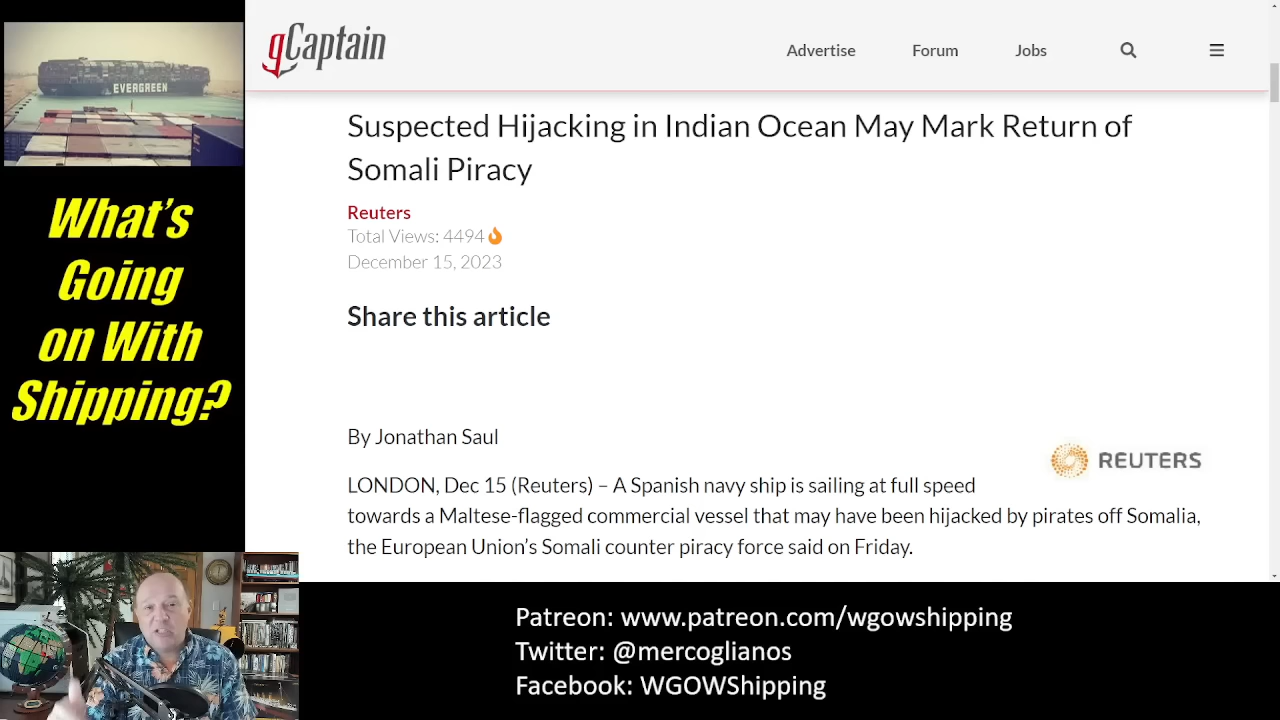 gCaptain
Advertise
Forum
Jobs
EVERGREEN
What's
Going
on With
Shipping?
Suspected Hijacking in Indian Ocean May Mark Return of
Somali Piracy
Reuters
Total Views: 4494
December 15, 2023
Share this article
By Jonathan Saul
REUTERS
LONDON, Dec 15 (Reuters) – A Spanish navy ship is sailing at full speed
towards a Maltese-flagged commercial vessel that may have been hijacked by pirates off Somalia,
the European Union's Somali counter piracy force said on Friday.
Patreon: www.patreon.com/wgowshipping
Twitter: @mercoglianos
Facebook: WGOWShipping